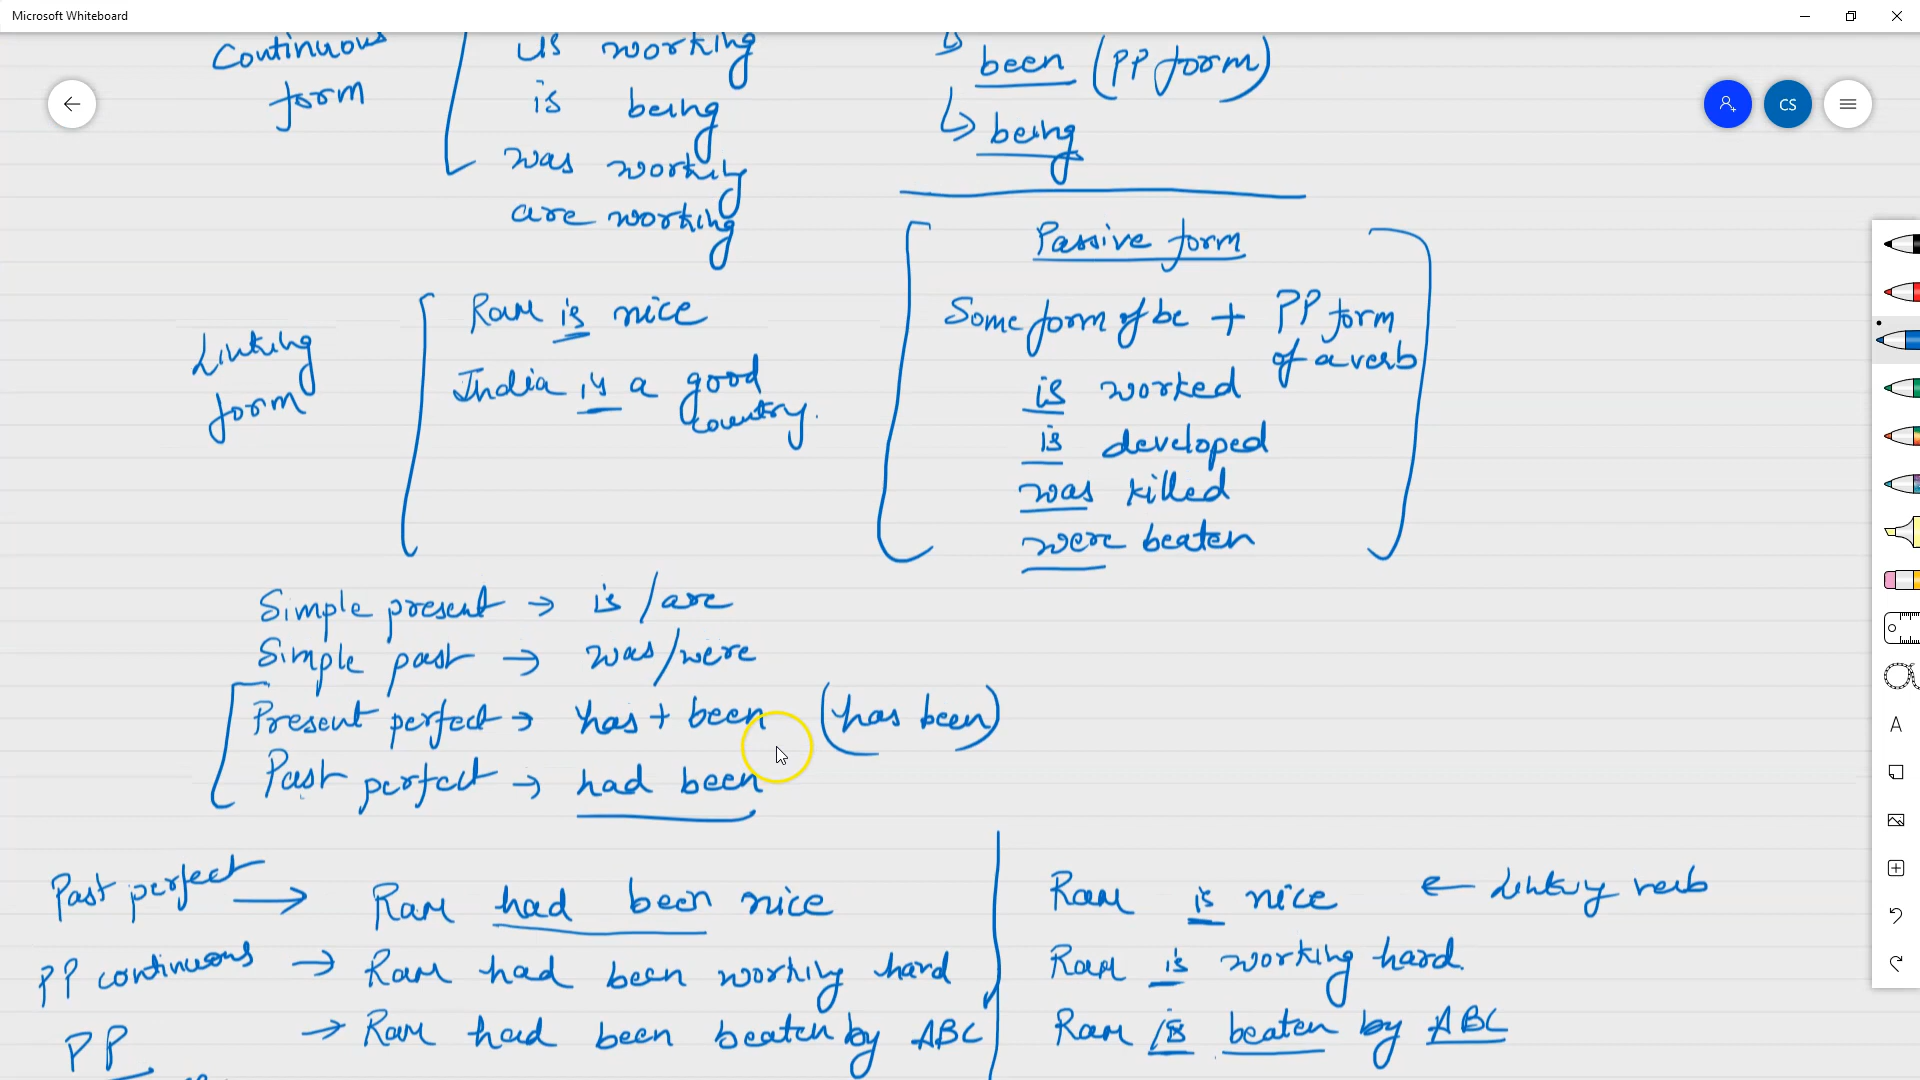 Microsoft Whiteboard
Continuous form
is working
is being
was working
are working
been (PP form)
being
CS
Passive form
Some form of be + PP form of a verb
is worked
is developed
was killed
were beaten
Linking form
Ram is nice
India is a good country.
Simple present → is / are
Simple past → was/were
Present perfect → has + been (has been)
Past perfect → had been
Past perfect → Ram had been nice
PP continuous → Ram had been working hard
PP → Ram had been beaten by ABC
Ram is nice ← Linking verb
Ram is working hard.
Ram is beaten by ABC
A